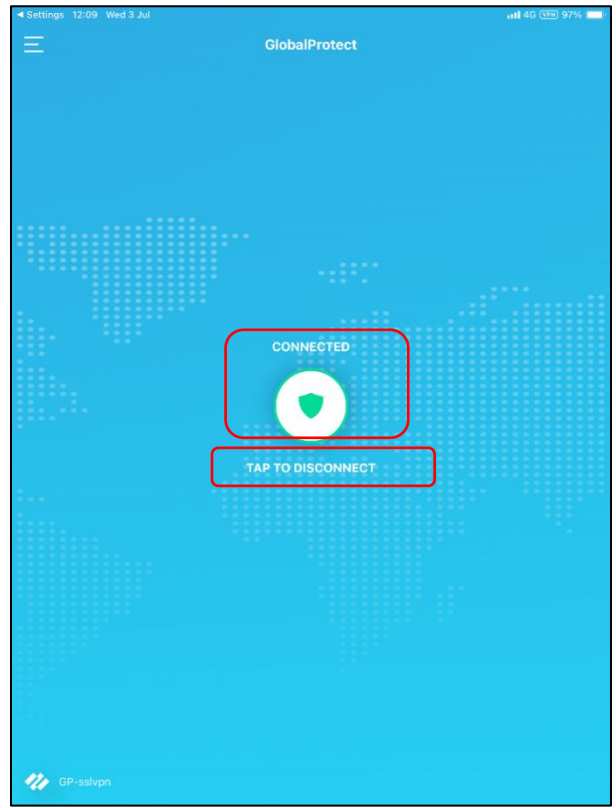 Settings 12:09 Wed 3 Jul 4G VPN 97%
GlobalProtect
CONNECTED
TAP TO DISCONNECT
GP-sslvpn